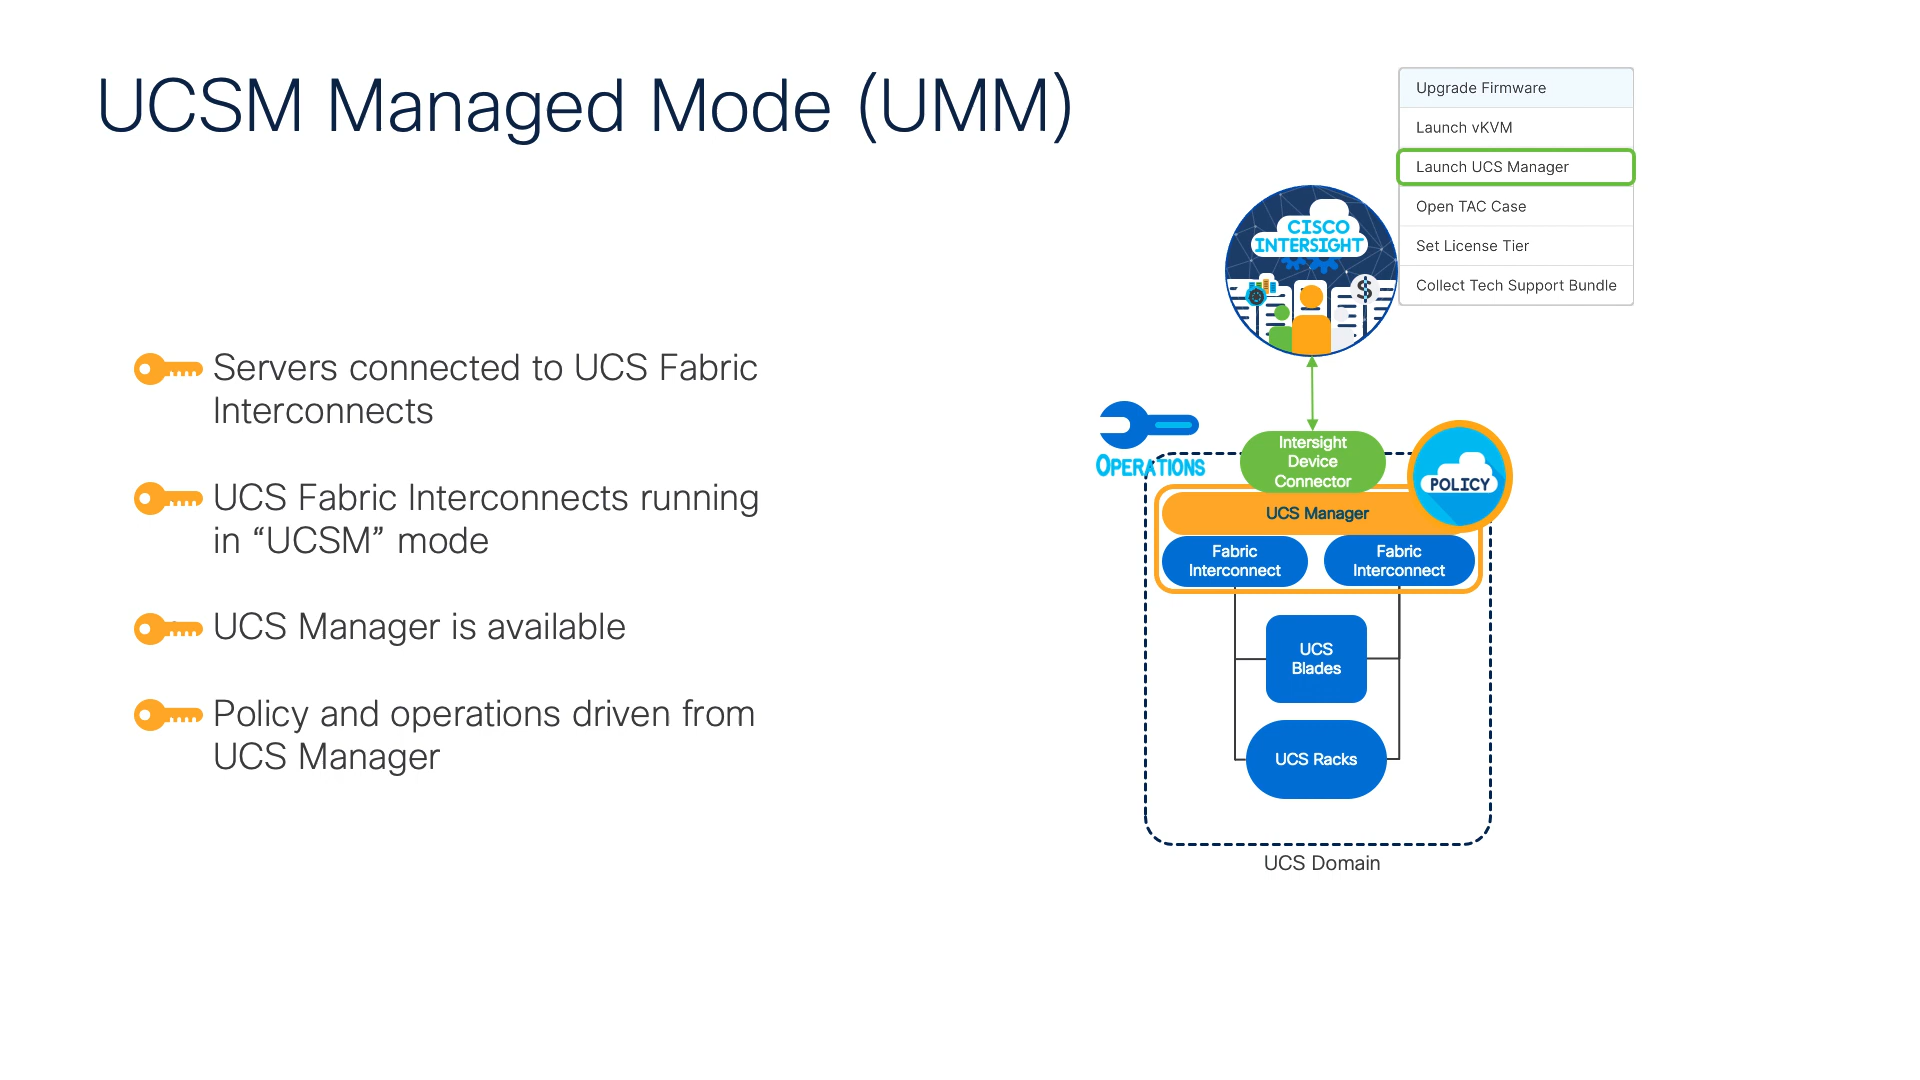 UCSM Managed Mode (UMM)
Upgrade Firmware
Launch vKVM
Launch UCS Manager
Open TAC Case
Set License Tier
Collect Tech Support Bundle
CISCO
INTERSIGHT
$
Servers connected to UCS Fabric
Interconnects
UCS Fabric Interconnects running
in “UCSM” mode
UCS Manager is available
Policy and operations driven from
UCS Manager
OPERATIONS
Intersight
Device
Connector
POLICY
UCS Manager
Fabric
Interconnect
Fabric
Interconnect
UCS
Blades
UCS Racks
UCS Domain